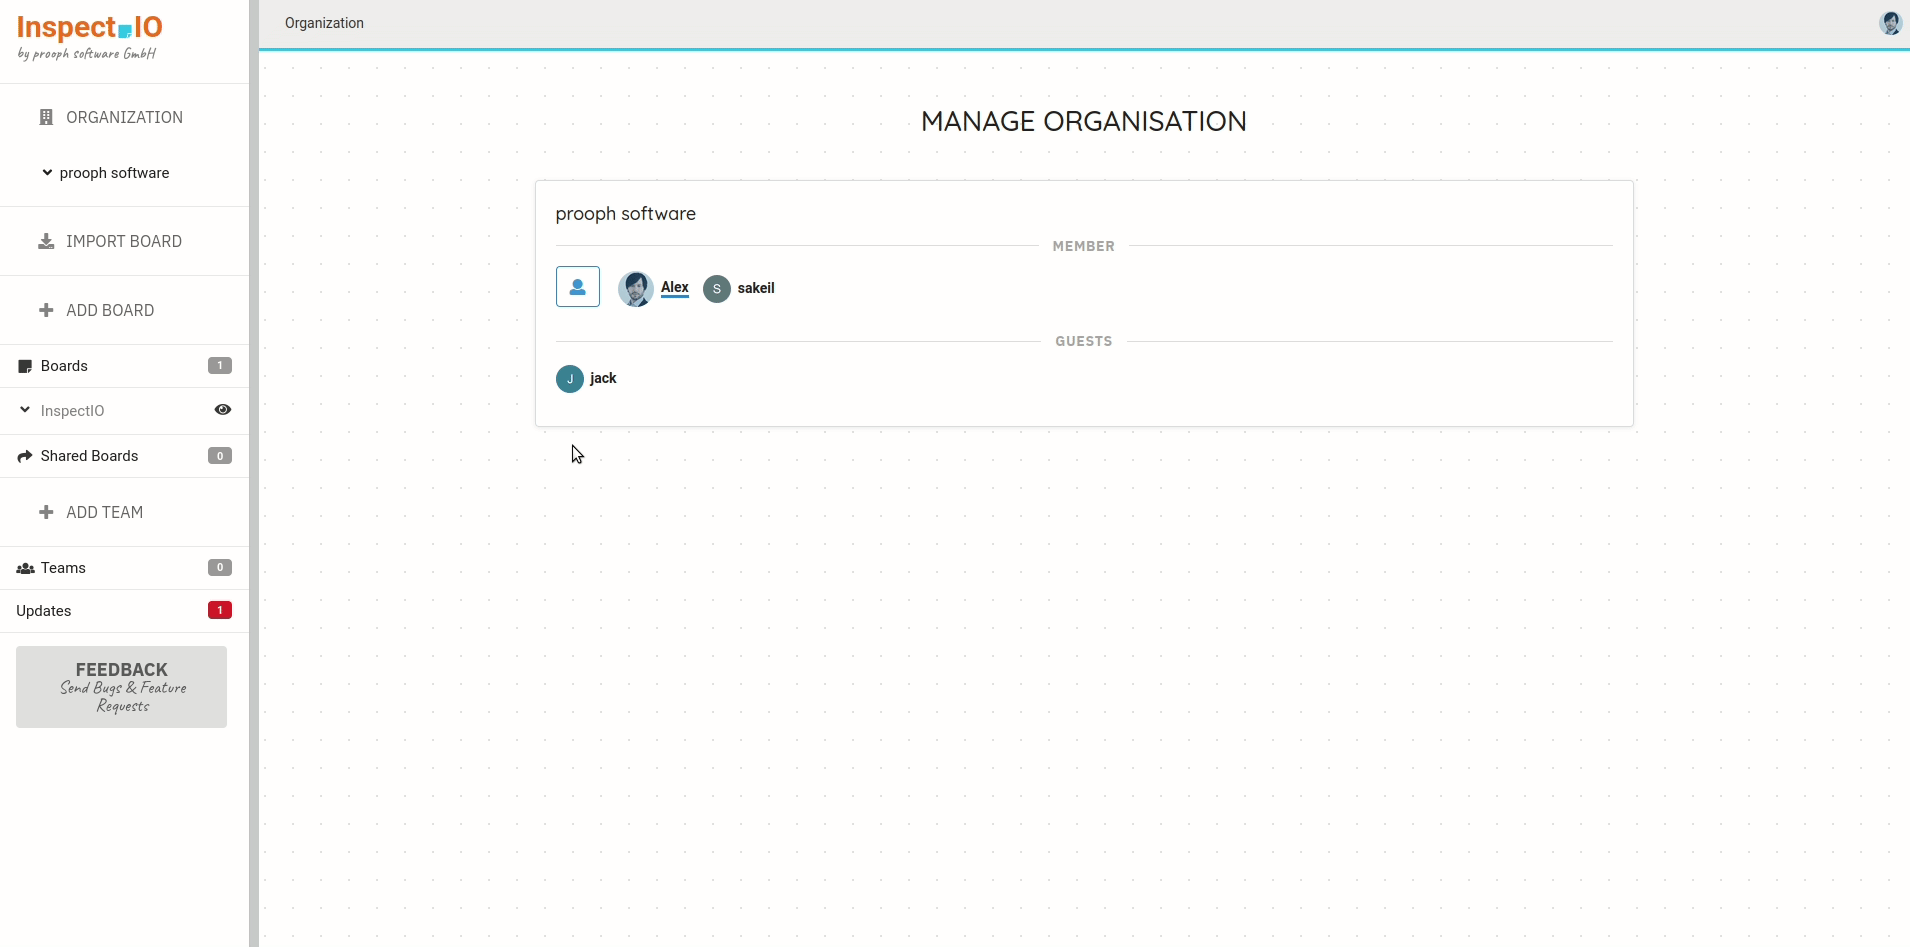 Inspect IO
by prooph software GmbH
Organization
ORGANIZATION
prooph software
IMPORT BOARD
ADD BOARD
Boards 1
InspectIO
Shared Boards 0
ADD TEAM
Teams 0
Updates 1
FEEDBACK
Send Bugs & Feature
Requests
MANAGE ORGANISATION
prooph software
MEMBER
Alex S sakeil
GUESTS
J jack